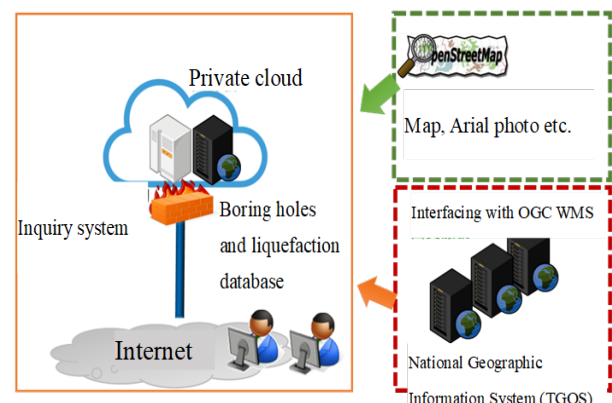 Private cloud
Inquiry system
Boring holes
and liquefaction
database
Internet
OpenStreetMap
Map, Arial photo etc.
Interfacing with OGC WMS
National Geographic
Information System (TGOS)